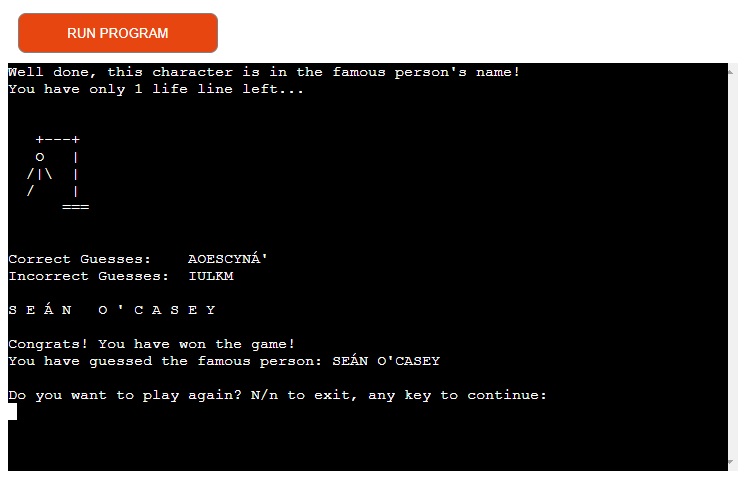 RUN PROGRAM
Well done, this character is in the famous person's name!
You have only 1 life line left...
+---+
O   |
/|\  |
/    |
===
Correct Guesses:    AOESCYNÁ'
Incorrect Guesses:  IULKM
S E Á N   O ' C A S E Y
Congrats! You have won the game!
You have guessed the famous person: SEÁN O'CASEY
Do you want to play again? N/n to exit, any key to continue: